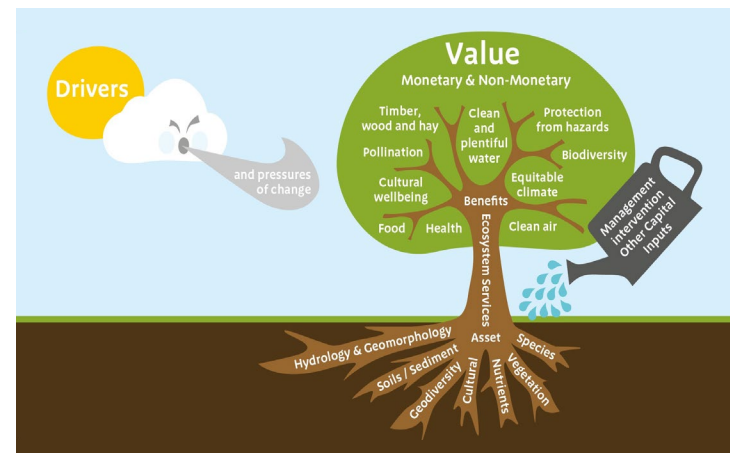 Value
Monetary & Non-Monetary
Drivers
and pressures
of change
Timber,
wood and hay
Clean
and
plentiful
water
Protection
from hazards
Pollination
Biodiversity
Cultural
wellbeing
Equitable
climate
Benefits
Food
Health
Clean air
Ecosystem Services
Management
intervention
Other Capital
Inputs
Asset
Hydrology & Geomorphology
Soils / Sediment
Geodiversity
Cultural
Nutrients
Vegetation
Species